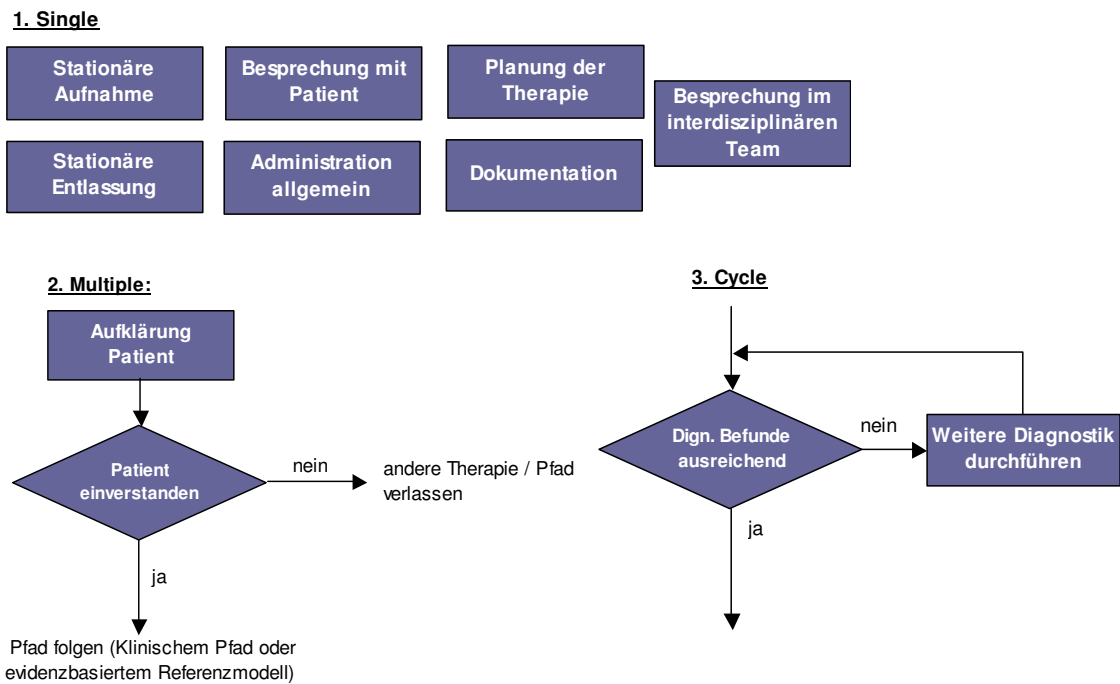 1. Single
Stationäre
Aufnahme
Besprechung mit
Patient
Planung der
Therapie
Besprechung im
interdisziplinären
Team
Stationäre
Entlassung
Administration
allgemein
Dokumentation
2. Multiple:
Aufklärung
Patient
Patient
einverstanden
nein
andere Therapie / Pfad
verlassen
ja
Pfad folgen (Klinischem Pfad oder
evidenzbasiertem Referenzmodell)
3. Cycle
Dign. Befunde
ausreichend
nein
Weitere Diagnostik
durchführen
ja